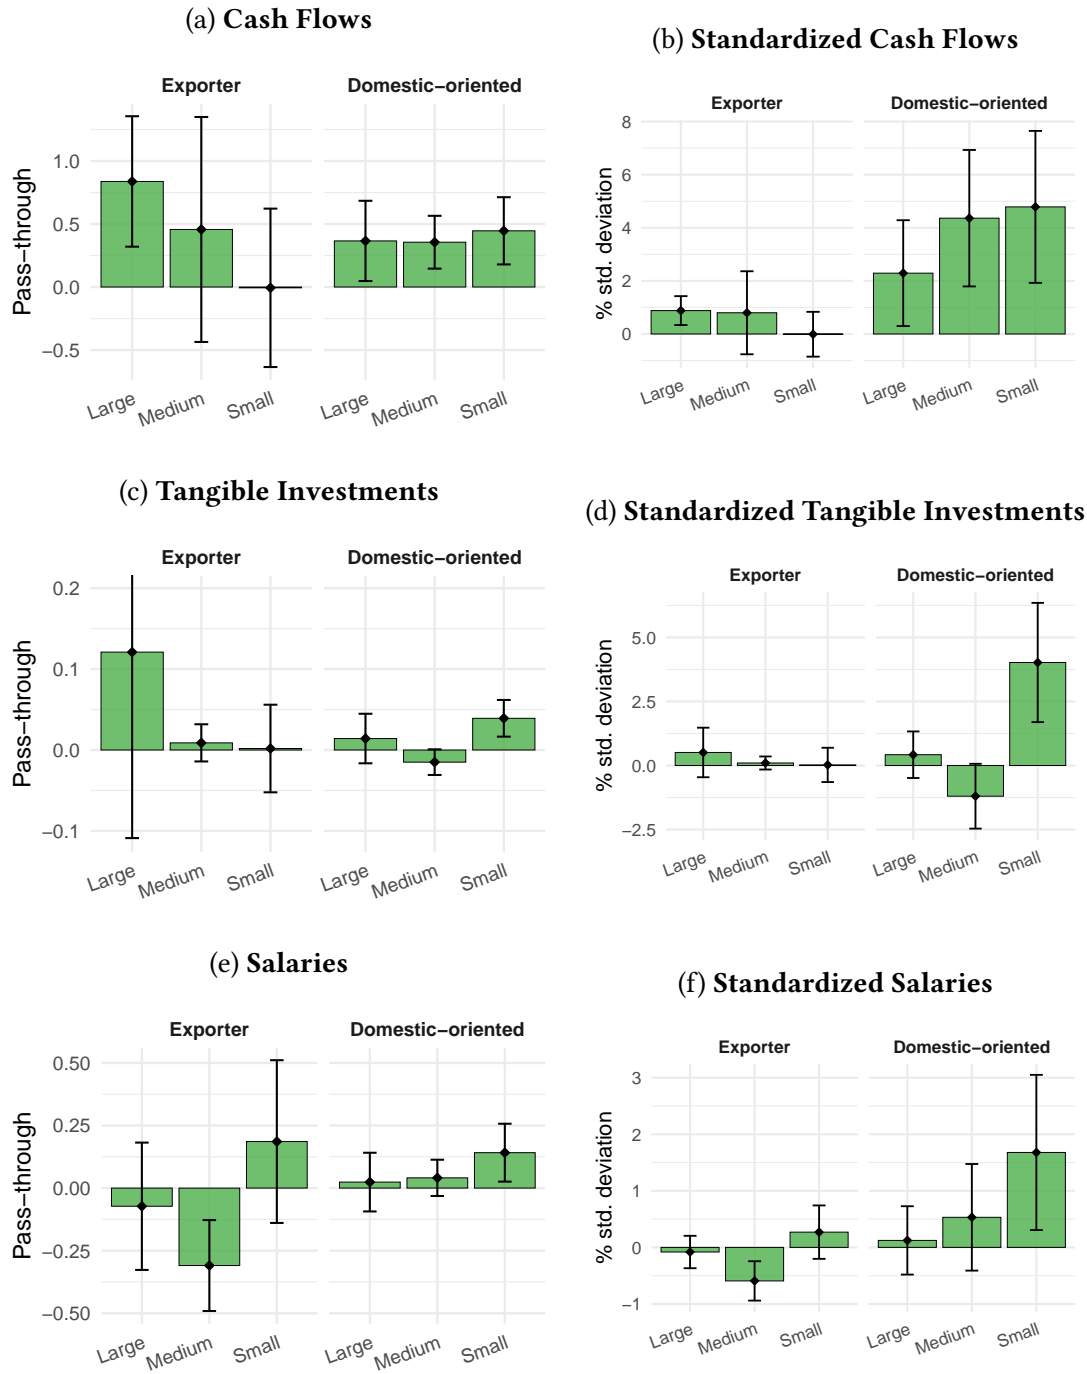 (a) Cash Flows
Exporter
Domestic−oriented
Pass−through
1.0
0.5
0.0
−0.5
Large
Medium
Small
Large
Medium
Small
(b) Standardized Cash Flows
Exporter
Domestic−oriented
% std. deviation
8
6
4
2
0
Large
Medium
Small
Large
Medium
Small
(c) Tangible Investments
Exporter
Domestic−oriented
Pass−through
0.2
0.1
0.0
−0.1
Large
Medium
Small
Large
Medium
Small
(d) Standardized Tangible Investments
Exporter
Domestic−oriented
% std. deviation
5.0
2.5
0.0
−2.5
Large
Medium
Small
Large
Medium
Small
(e) Salaries
Exporter
Domestic−oriented
Pass−through
0.50
0.25
0.00
−0.25
−0.50
Large
Medium
Small
Large
Medium
Small
(f) Standardized Salaries
Exporter
Domestic−oriented
% std. deviation
3
2
1
0
−1
Large
Medium
Small
Large
Medium
Small